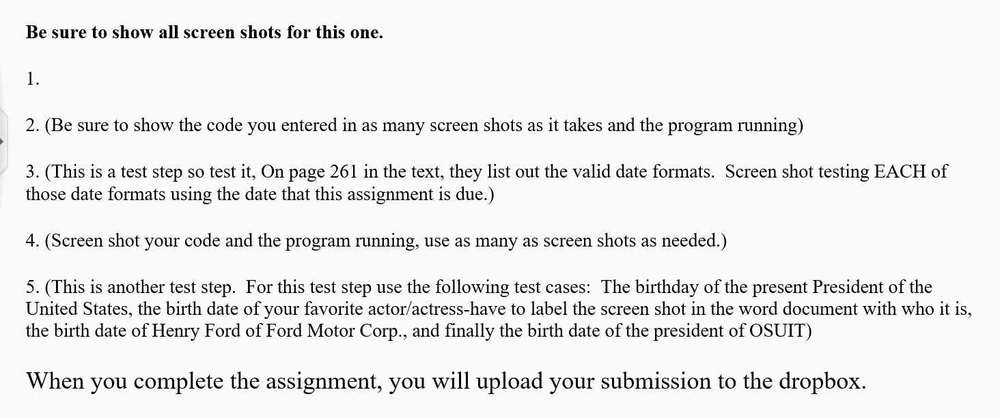 Be sure to show all screen shots for this one.
1.
2. (Be sure to show the code you entered in as many screen shots as it takes and the program running)
3. (This is a test step so test it, On page 261 in the text, they list out the valid date formats.  Screen shot testing EACH of
those date formats using the date that this assignment is due.)
4. (Screen shot your code and the program running, use as many as screen shots as needed.)
5. (This is another test step.  For this test step use the following test cases:  The birthday of the present President of the
United States, the birth date of your favorite actor/actress-have to label the screen shot in the word document with who it is,
the birth date of Henry Ford of Ford Motor Corp., and finally the birth date of the president of OSUIT)
When you complete the assignment, you will upload your submission to the dropbox.